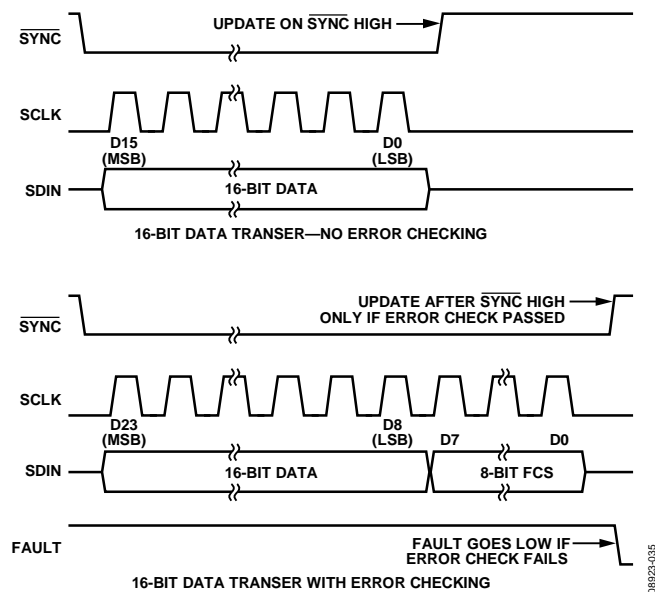 UPDATE ON SYNC HIGH
SYNC
SCLK
D15
(MSB)
D0
(LSB)
SDIN
16-BIT DATA
16-BIT DATA TRANSER—NO ERROR CHECKING
UPDATE AFTER SYNC HIGH
ONLY IF ERROR CHECK PASSED
SYNC
SCLK
D23
(MSB)
D8
(LSB)
D7
D0
SDIN
16-BIT DATA
8-BIT FCS
FAULT
FAULT GOES LOW IF
ERROR CHECK FAILS
16-BIT DATA TRANSER WITH ERROR CHECKING
08923-035